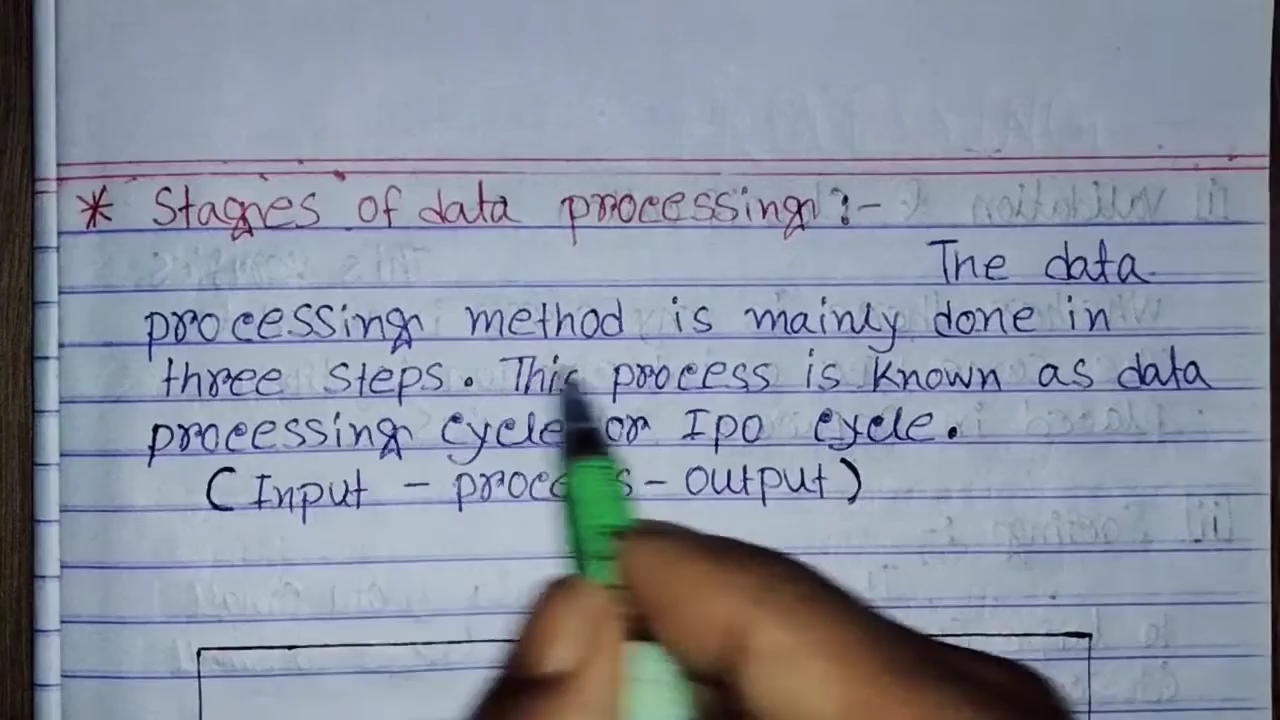 * Stages of data processing :-
The data
processing method is mainly done in
three steps. This process is known as data
processing cycle or Ipo cycle.
(Input - process - output)